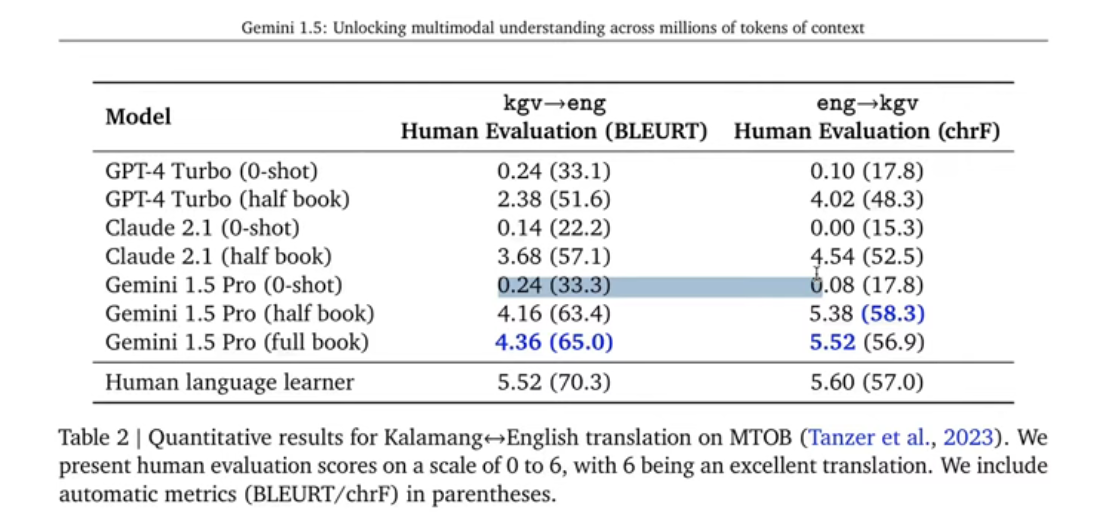 Gemini 1.5: Unlocking multimodal understanding across millions of tokens of context
Model
kgv→eng
Human Evaluation (BLEURT)
eng→kgv
Human Evaluation (chrF)
GPT-4 Turbo (0-shot) 0.24 (33.1) 0.10 (17.8)
GPT-4 Turbo (half book) 2.38 (51.6) 4.02 (48.3)
Claude 2.1 (0-shot) 0.14 (22.2) 0.00 (15.3)
Claude 2.1 (half book) 3.68 (57.1) 4.54 (52.5)
Gemini 1.5 Pro (0-shot) 0.24 (33.3) 0.08 (17.8)
Gemini 1.5 Pro (half book) 4.16 (63.4) 5.38 (58.3)
Gemini 1.5 Pro (full book) 4.36 (65.0) 5.52 (56.9)
Human language learner 5.52 (70.3) 5.60 (57.0)
Table 2 | Quantitative results for Kalamang↔English translation on MTOB (Tanzer et al., 2023). We
present human evaluation scores on a scale of 0 to 6, with 6 being an excellent translation. We include
automatic metrics (BLEURT/chrF) in parentheses.